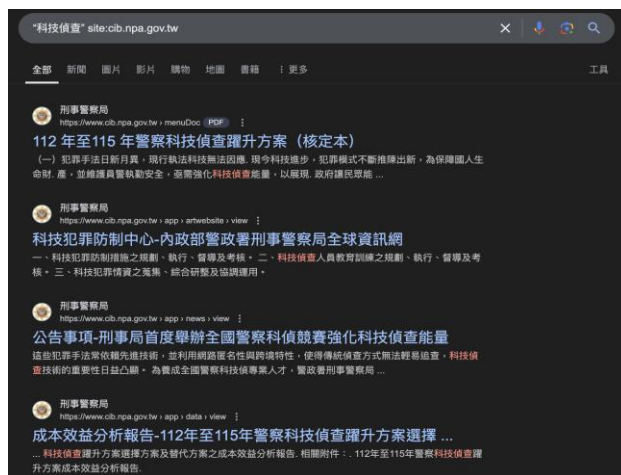 “科技偵查” site:cib.npa.gov.tw
全部 新聞 圖片 影片 購物 地圖 書籍 ⋮ 更多 工具
刑事警察局
https://www.cib.npa.gov.tw › menuDoc PDF
112 年至115 年警察科技偵查躍升方案（核定本）
（一）犯罪手法日新月異，現行執法科技無法因應. 現今科技進步，犯罪模式不斷推陳出新，為保障國人生
命財. 產，並維護員警執勤安全，亟需強化科技偵查能量，以展現. 政府讓民眾能 ...
刑事警察局
https://www.cib.npa.gov.tw › app › artwebsite › view
科技犯罪防制中心-內政部警政署刑事警察局全球資訊網
一、科技犯罪防制措施之規劃、執行、督導及考核。 二、科技偵查人員教育訓練之規劃、執行、督導及考
核。 三、科技犯罪情資之蒐集、綜合研整及協調運用。
刑事警察局
https://www.cib.npa.gov.tw › app › news › view
公告事項-刑事局首度舉辦全國警察科偵競賽強化科技偵查能量
這些犯罪手法常依賴先進技術，並利用網路匿名性與跨境特性，使得傳統偵查方式無法輕易追查，科技偵
查技術的重要性日益凸顯。 為養成全國警察科技偵專業人才，警政署刑事警察局 ...
刑事警察局
https://www.cib.npa.gov.tw › app › data › view
成本效益分析報告-112年至115年警察科技偵查躍升方案選擇 ...
... 科技偵查躍升方案選擇方案及替代方案之成本效益分析報告. 相關附件：. 112年至115年警察科技偵查躍
升方案成本效益分析報告.